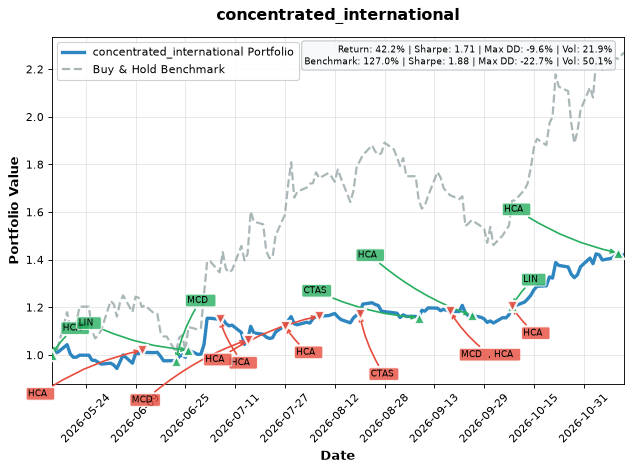 concentrated_international
concentrated_international Portfolio
Buy & Hold Benchmark
Return: 42.2% | Sharpe: 1.71 | Max DD: -9.6% | Vol: 21.9%
Benchmark: 127.0% | Sharpe: 1.88 | Max DD: -22.7% | Vol: 50.1%
Portfolio Value
2.2
2.0
1.8
1.6
1.4
1.2
1.0
HCA
HCA
CTAS
LIN
MCD
HCA
LIN
HCA
HCA
HCA
HCA
MCD , HCA
CTAS
HCA
MCD
2026-05-24
2026-06-25
2026-07-11
2026-07-27
2026-08-12
2026-08-28
2026-09-13
2026-09-29
2026-10-15
2026-10-31
Date